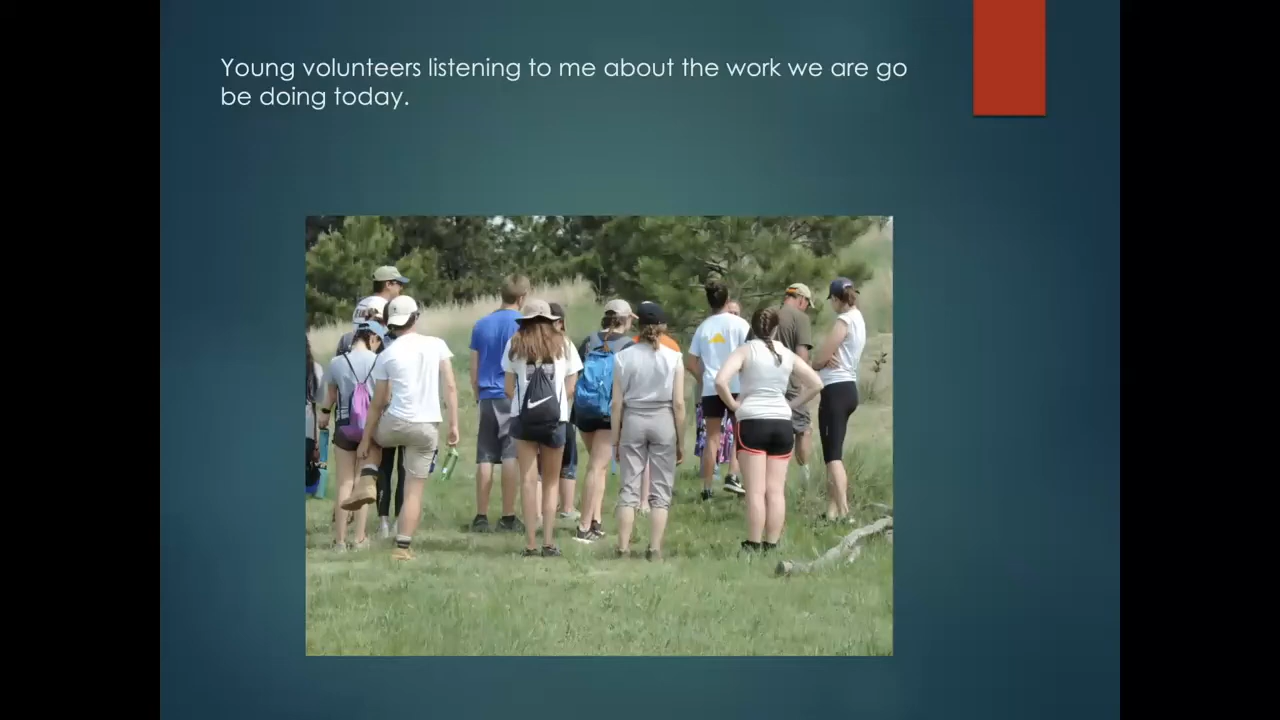 Young volunteers listening to me about the work we are go
be doing today.